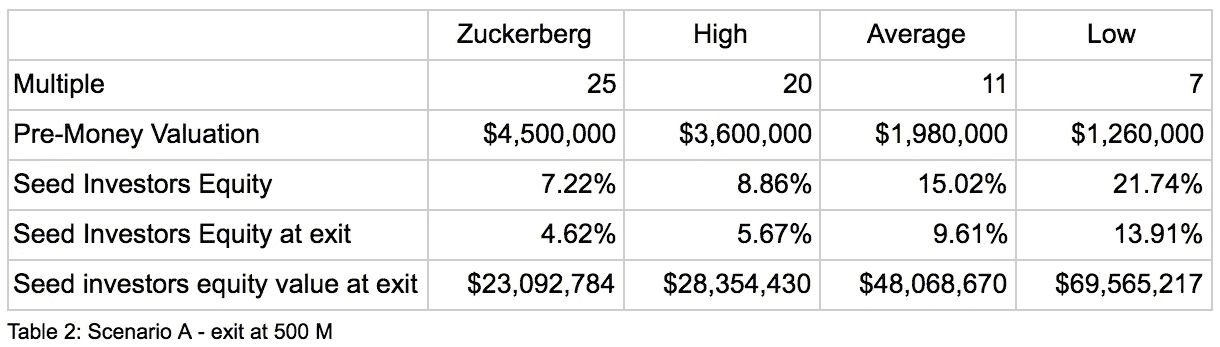 Zuckerberg High Average Low
Multiple 25 20 11 7
Pre-Money Valuation $4,500,000 $3,600,000 $1,980,000 $1,260,000
Seed Investors Equity 7.22% 8.86% 15.02% 21.74%
Seed Investors Equity at exit 4.62% 5.67% 9.61% 13.91%
Seed investors equity value at exit $23,092,784 $28,354,430 $48,068,670 $69,565,217
Table 2: Scenario A - exit at 500 M